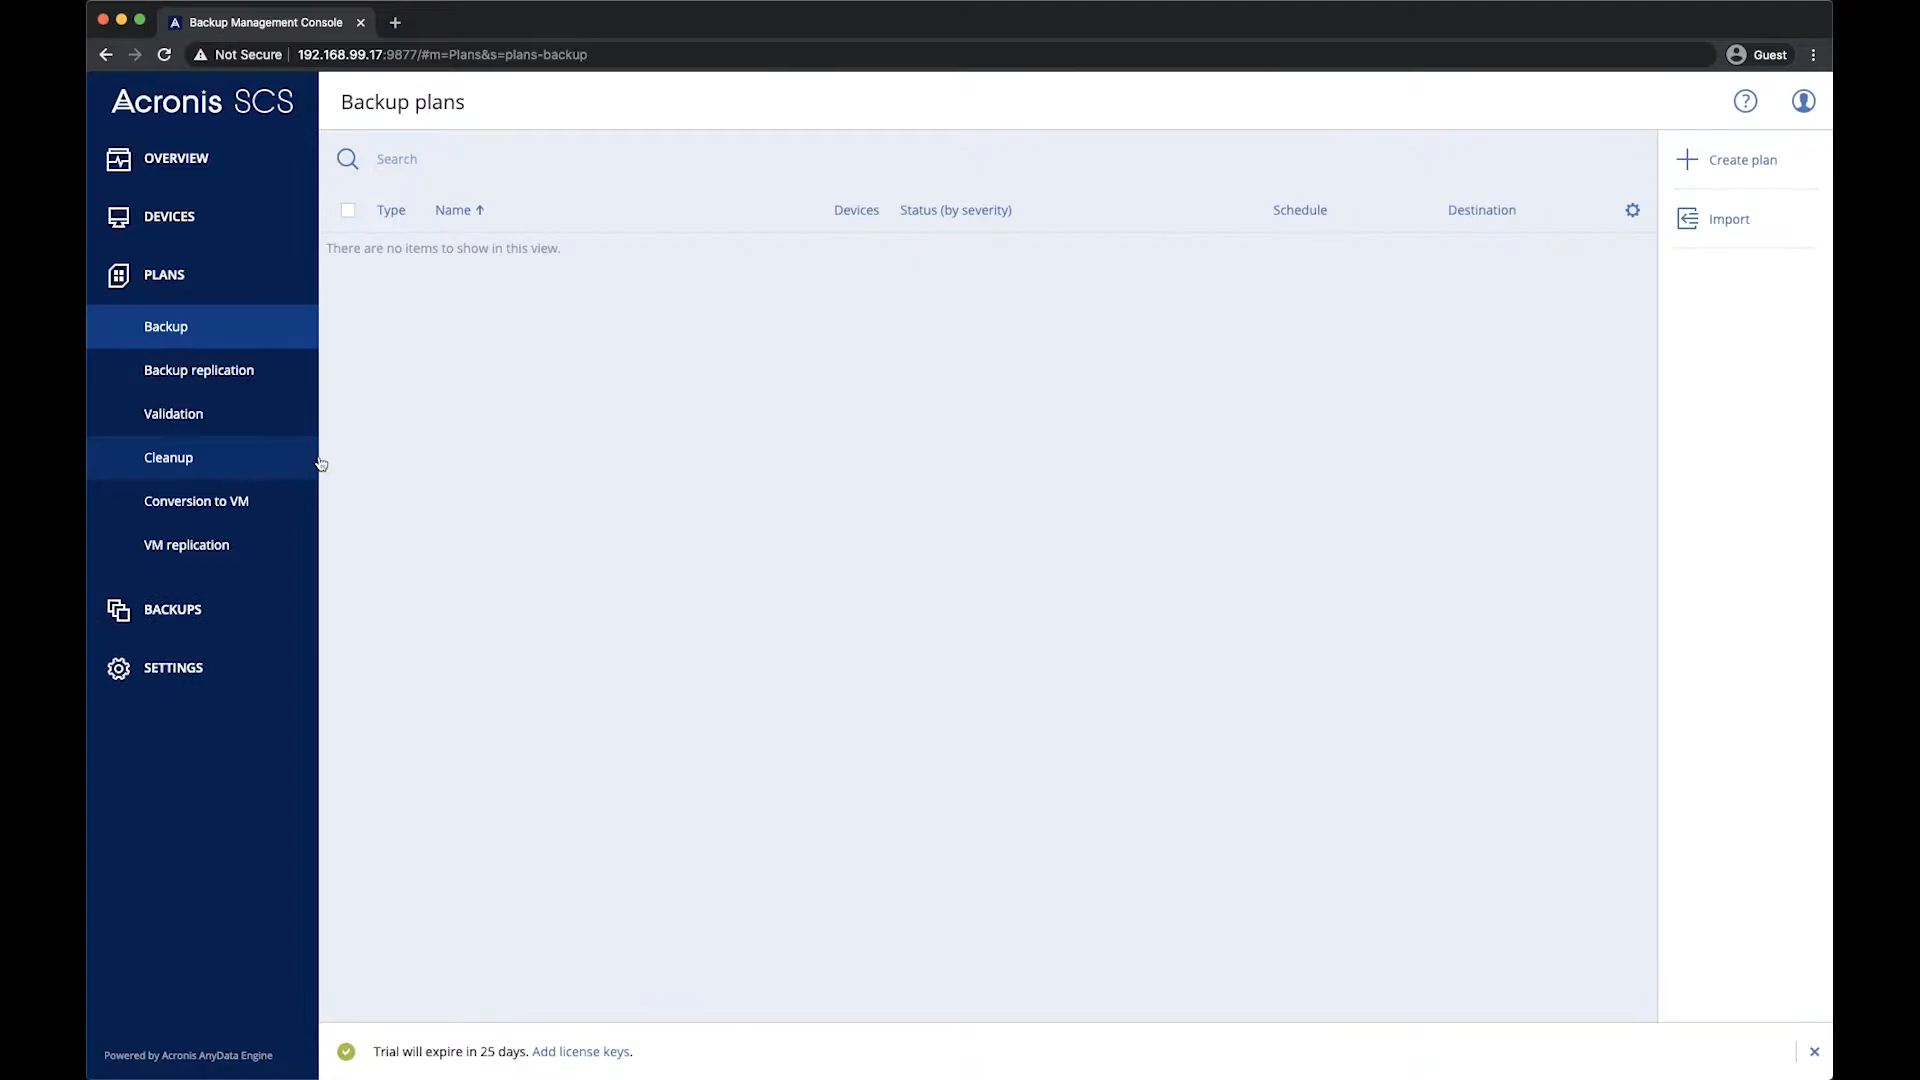 Backup Management Console
Not Secure
192.168.99.17:9877/#m=Plans&s=plans-backup
Guest
Acronis SCS
Backup plans
OVERVIEW
DEVICES
PLANS
Backup
Backup replication
Validation
Cleanup
Conversion to VM
VM replication
BACKUPS
SETTINGS
Powered by Acronis AnyData Engine
Search
Type Name Devices Status (by severity) Schedule Destination
There are no items to show in this view.
Create plan
Import
Trial will expire in 25 days. Add license keys.